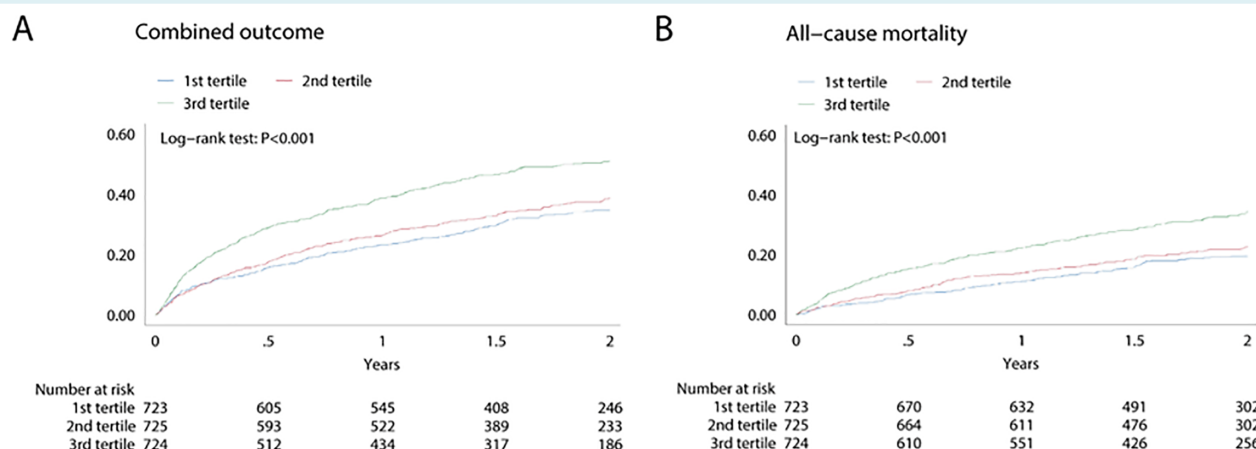 A Combined outcome
1st tertile 2nd tertile
3rd tertile
Log-rank test: P<0.001
0.60
0.40
0.20
0.00
0 .5 1 1.5 2
Years
Number at risk
1st tertile 723 605 545 408 246
2nd tertile 725 593 522 389 233
3rd tertile 724 512 434 317 186
B All-cause mortality
1st tertile 2nd tertile
3rd tertile
Log-rank test: P<0.001
0.60
0.40
0.20
0.00
0 .5 1 1.5 2
Years
Number at risk
1st tertile 723 670 632 491 302
2nd tertile 725 664 611 476 302
3rd tertile 724 610 551 426 256